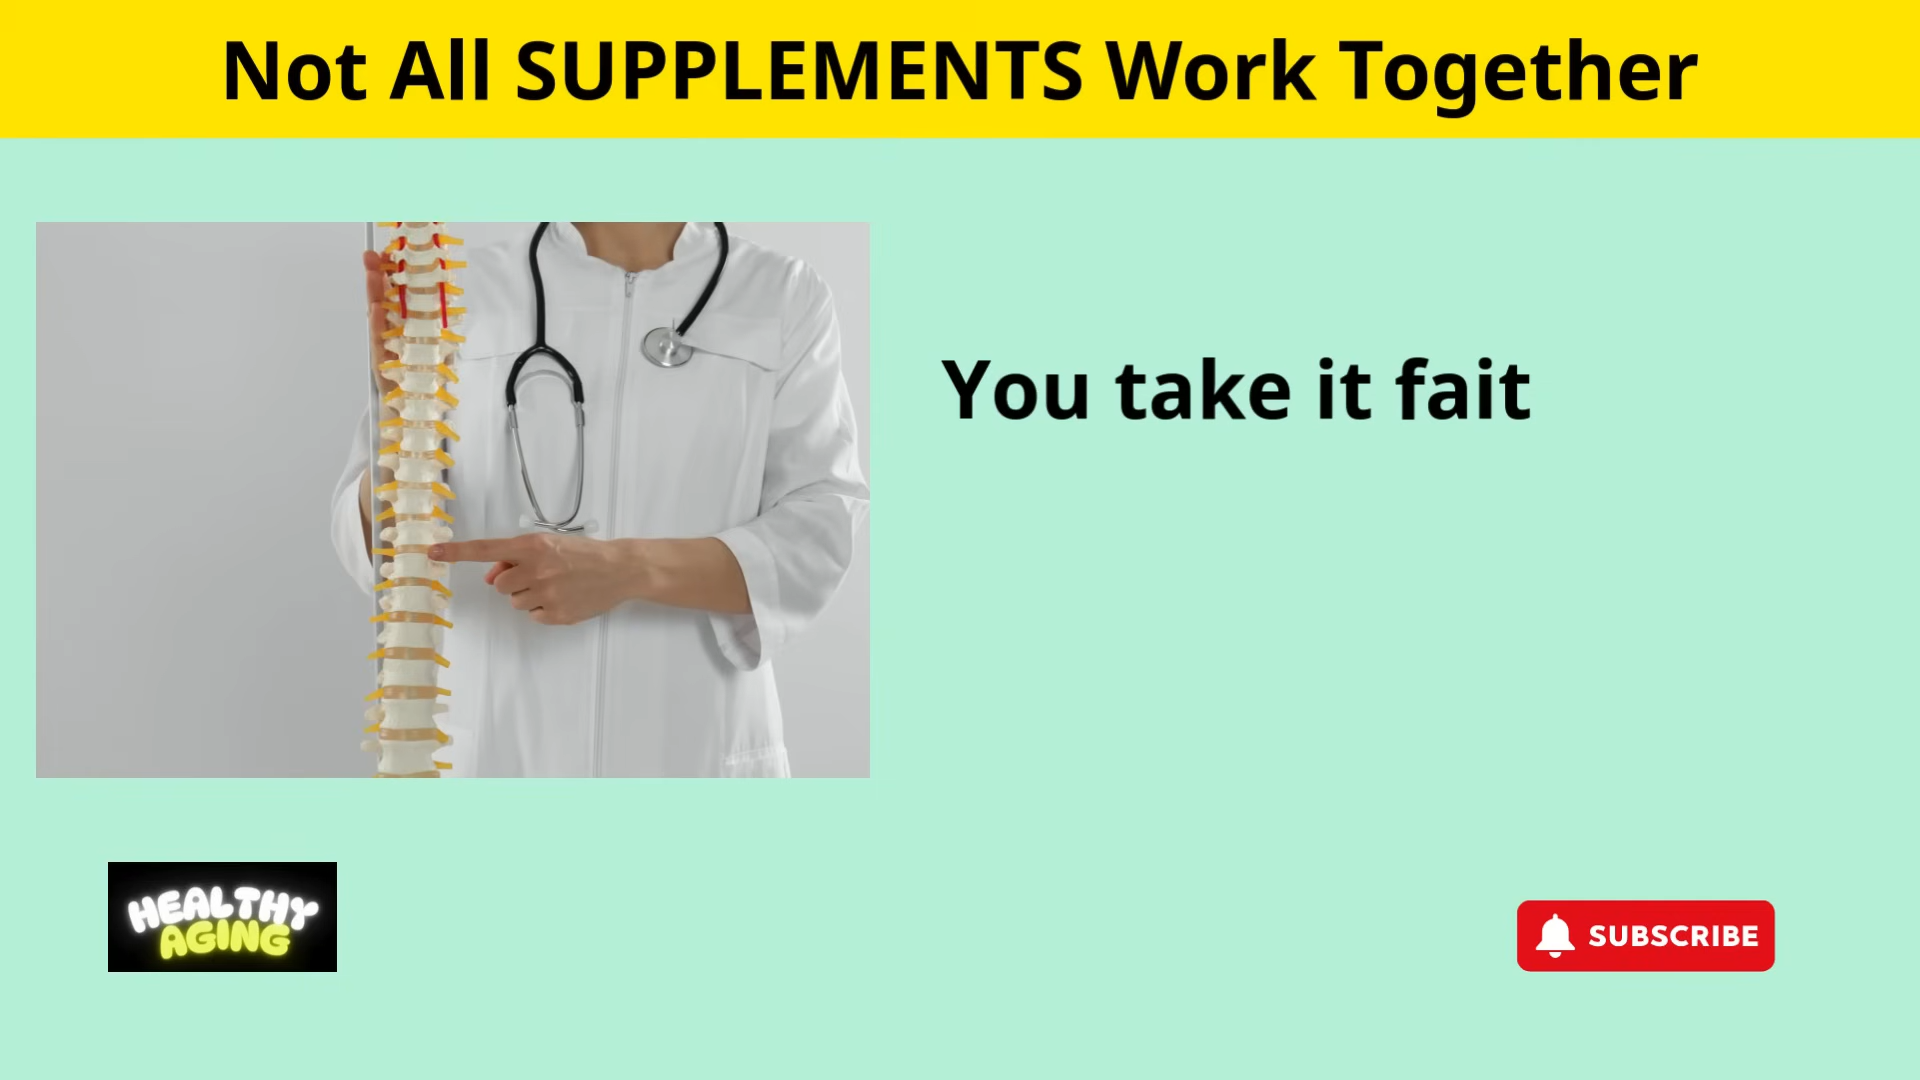 Not All SUPPLEMENTS Work Together
You take it fait
HEALTHY
AGING
SUBSCRIBE